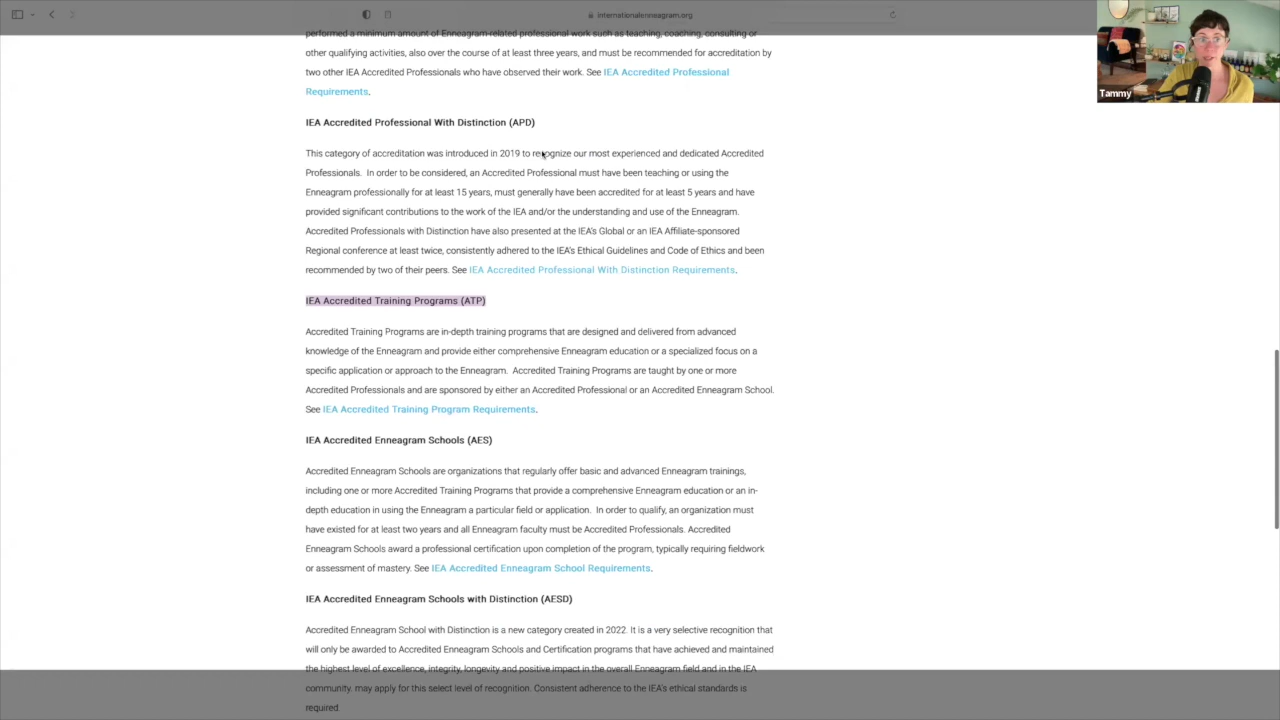 internationalenneagram.org
performed a minimum amount of Enneagram-related professional work such as teaching, coaching, consulting or
other qualifying activities, also over the course of at least three years, and must be recommended for accreditation by
two other IEA Accredited Professionals who have observed their work. See IEA Accredited Professional
Requirements.
Tammy
IEA Accredited Professional With Distinction (APD)
This category of accreditation was introduced in 2019 to recognize our most experienced and dedicated Accredited
Professionals. In order to be considered, an Accredited Professional must have been teaching or using the
Enneagram professionally for at least 15 years, must generally have been accredited for at least 5 years and have
provided significant contributions to the work of the IEA and/or the understanding and use of the Enneagram.
Accredited Professionals with Distinction have also presented at the IEA's Global or an IEA Affiliate-sponsored
Regional conference at least twice, consistently adhered to the IEA's Ethical Guidelines and Code of Ethics and been
recommended by two of their peers. See IEA Accredited Professional With Distinction Requirements.
IEA Accredited Training Programs (ATP)
Accredited Training Programs are in-depth training programs that are designed and delivered from advanced
knowledge of the Enneagram and provide either comprehensive Enneagram education or a specialized focus on a
specific application or approach to the Enneagram. Accredited Training Programs are taught by one or more
Accredited Professionals and are sponsored by either an Accredited Professional or an Accredited Enneagram School.
See IEA Accredited Training Program Requirements.
IEA Accredited Enneagram Schools (AES)
Accredited Enneagram Schools are organizations that regularly offer basic and advanced Enneagram trainings,
including one or more Accredited Training Programs that provide a comprehensive Enneagram education or an in-
depth education in using the Enneagram a particular field or application. In order to qualify, an organization must
have existed for at least two years and all Enneagram faculty must be Accredited Professionals. Accredited
Enneagram Schools award a professional certification upon completion of the program, typically requiring fieldwork
or assessment of mastery. See IEA Accredited Enneagram School Requirements.
IEA Accredited Enneagram Schools with Distinction (AESD)
Accredited Enneagram School with Distinction is a new category created in 2022. It is a very selective recognition that
will only be awarded to Accredited Enneagram Schools and Certification programs that have achieved and maintained
the highest level of excellence, integrity, longevity and positive impact in the overall Enneagram field and in the IEA
community. may apply for this select level of recognition. Consistent adherence to the IEA's ethical standards is
required.